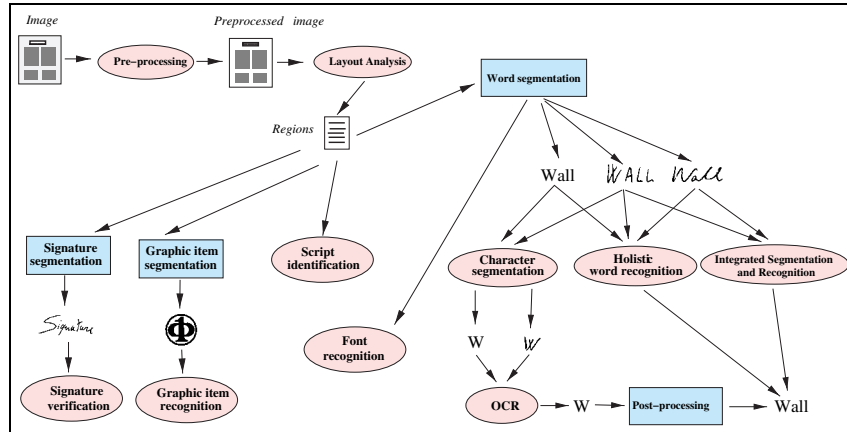 Image
Preprocessed image
Pre-processing
Layout Analysis
Word segmentation
Regions
Wall
WALL
Wall
Signature
segmentation
Graphic item
segmentation
Script
identification
Character
segmentation
Holistic
word recognition
Integrated Segmentation
and Recognition
Signature
Φ
Font
recognition
W
W
Signature
verification
Graphic item
recognition
OCR
W
Post-processing
Wall